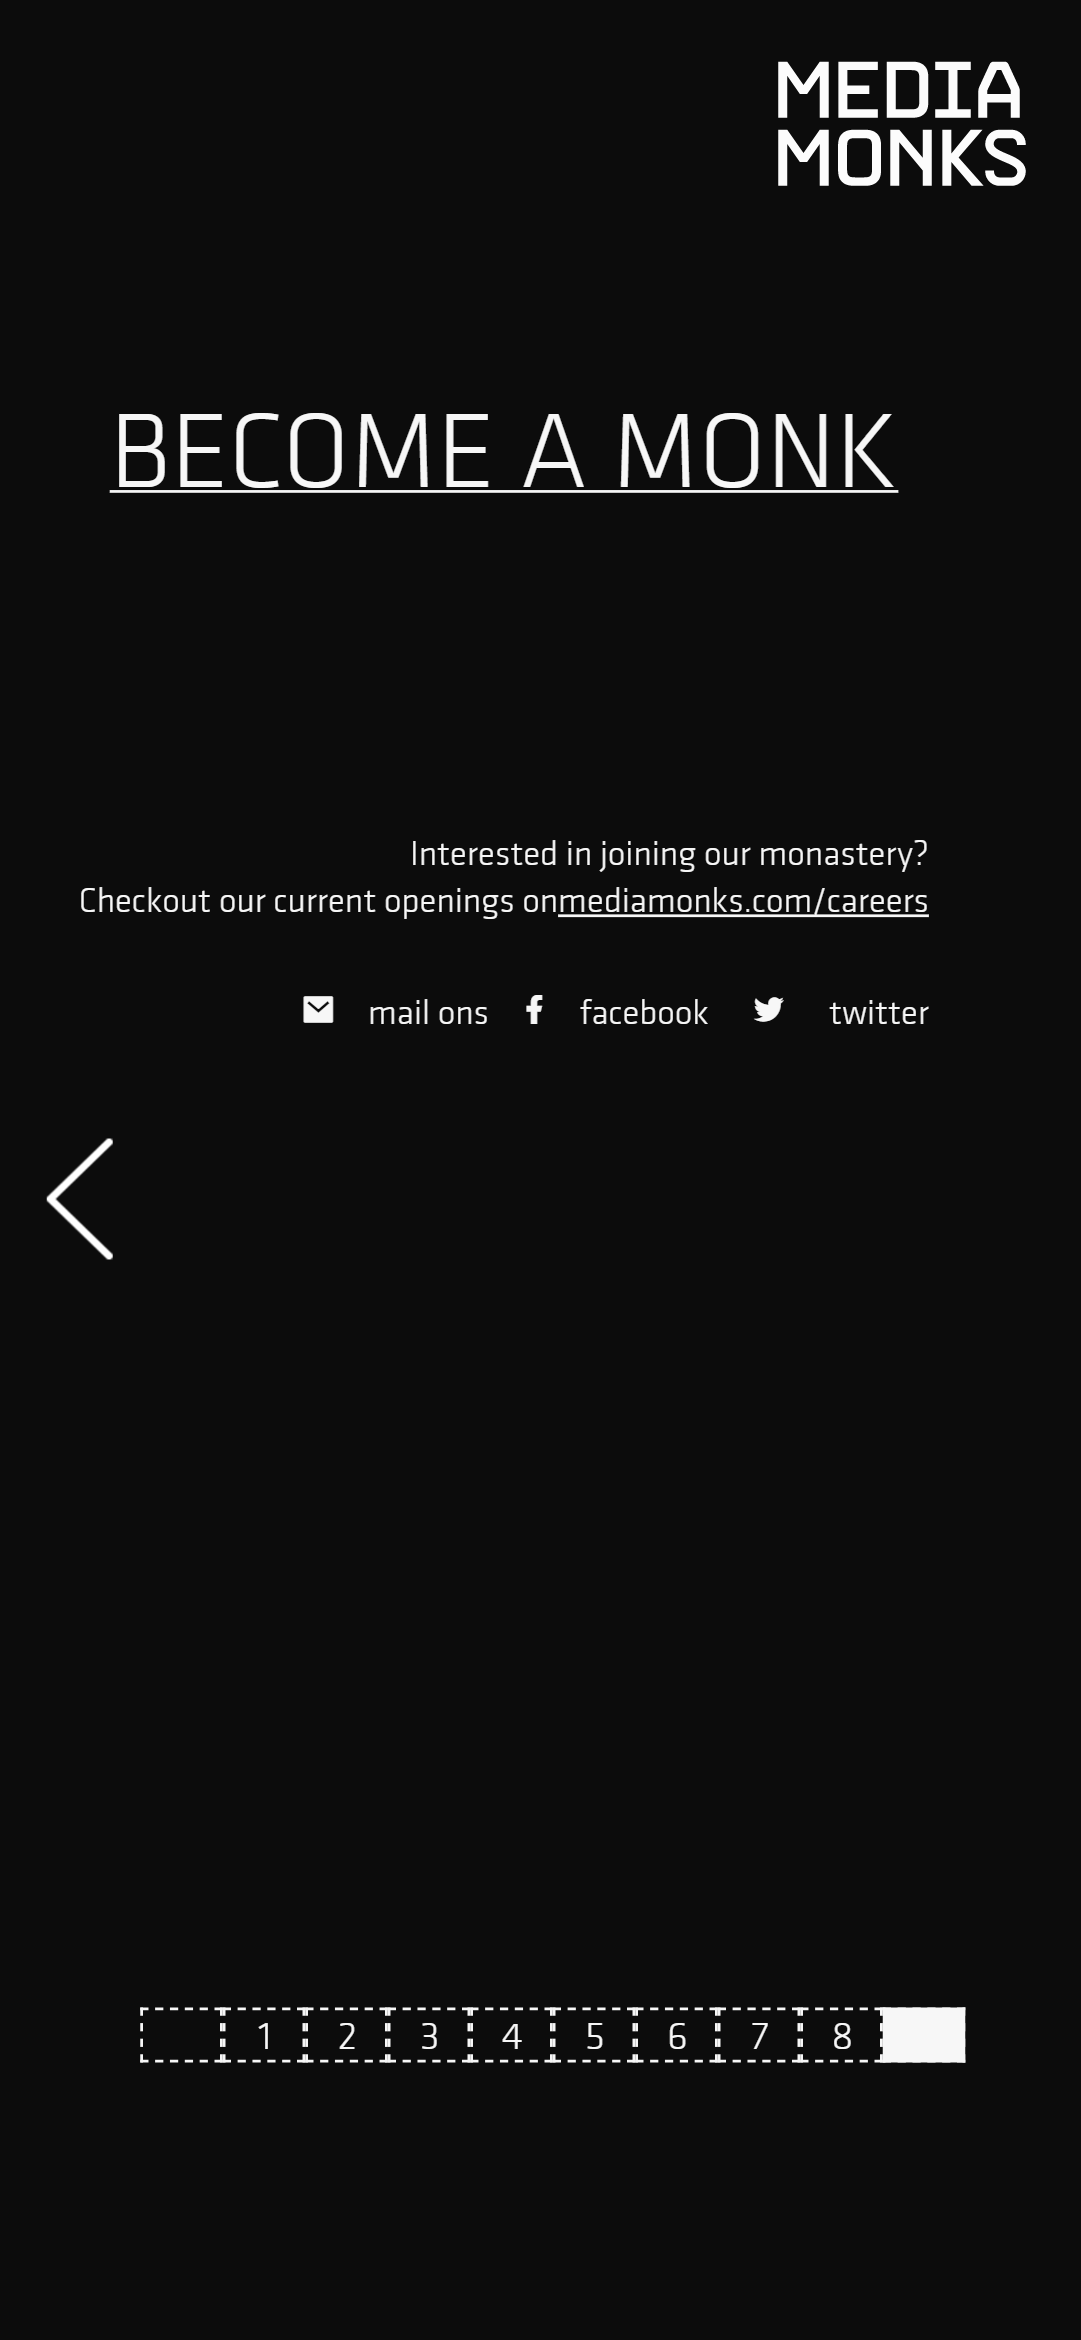 MEDIA
MONKS
BECOME A MONK
Interested in joining our monastery?
Checkout our current openings onmediamonks.com/careers
mail ons facebook twitter
1 2 3 4 5 6 7 8